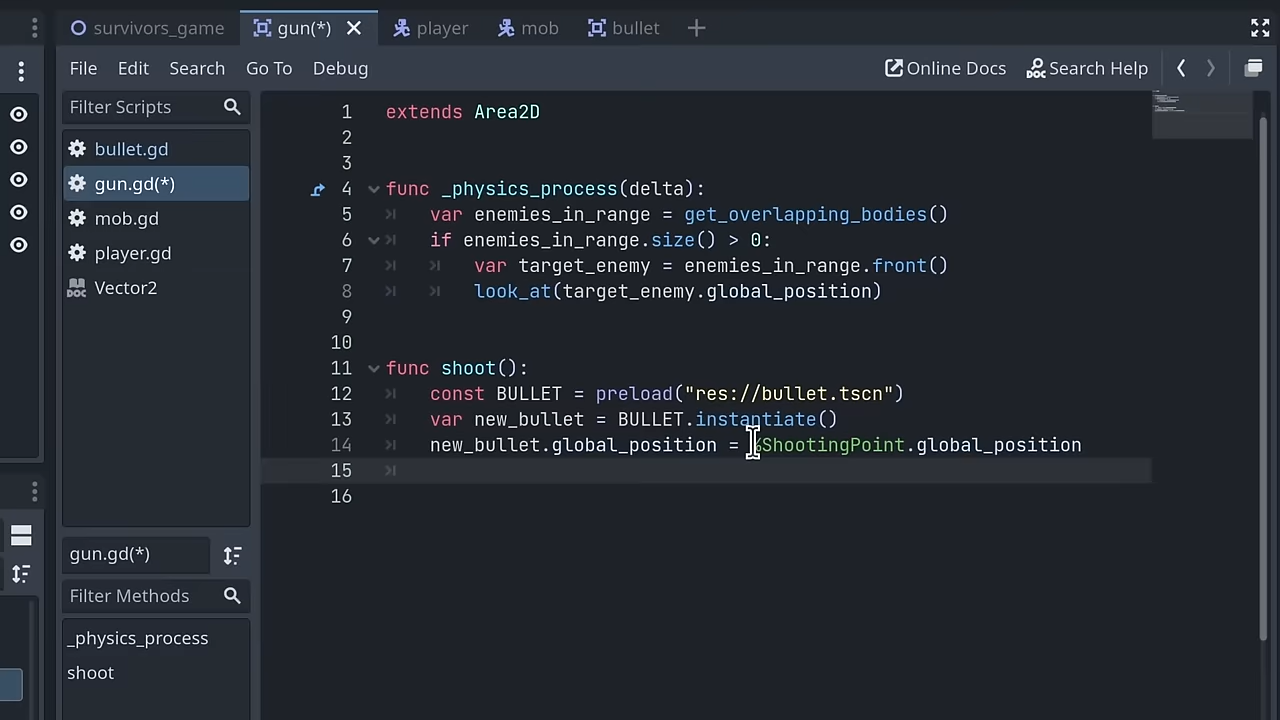 survivors_game gun(*) player mob bullet
File Edit Search Go To Debug Online Docs DOC Search Help
Filter Scripts
bullet.gd
gun.gd(*)
mob.gd
player.gd
DOC Vector2
gun.gd(*)
Filter Methods
_physics_process
shoot
1 extends Area2D
2
3
4 func _physics_process(delta):
5 var enemies_in_range = get_overlapping_bodies()
6 if enemies_in_range.size() > 0:
7 var target_enemy = enemies_in_range.front()
8 look_at(target_enemy.global_position)
9
10
11 func shoot():
12 const BULLET = preload("res://bullet.tscn")
13 var new_bullet = BULLET.instantiate()
14 new_bullet.global_position = %ShootingPoint.global_position
15
16